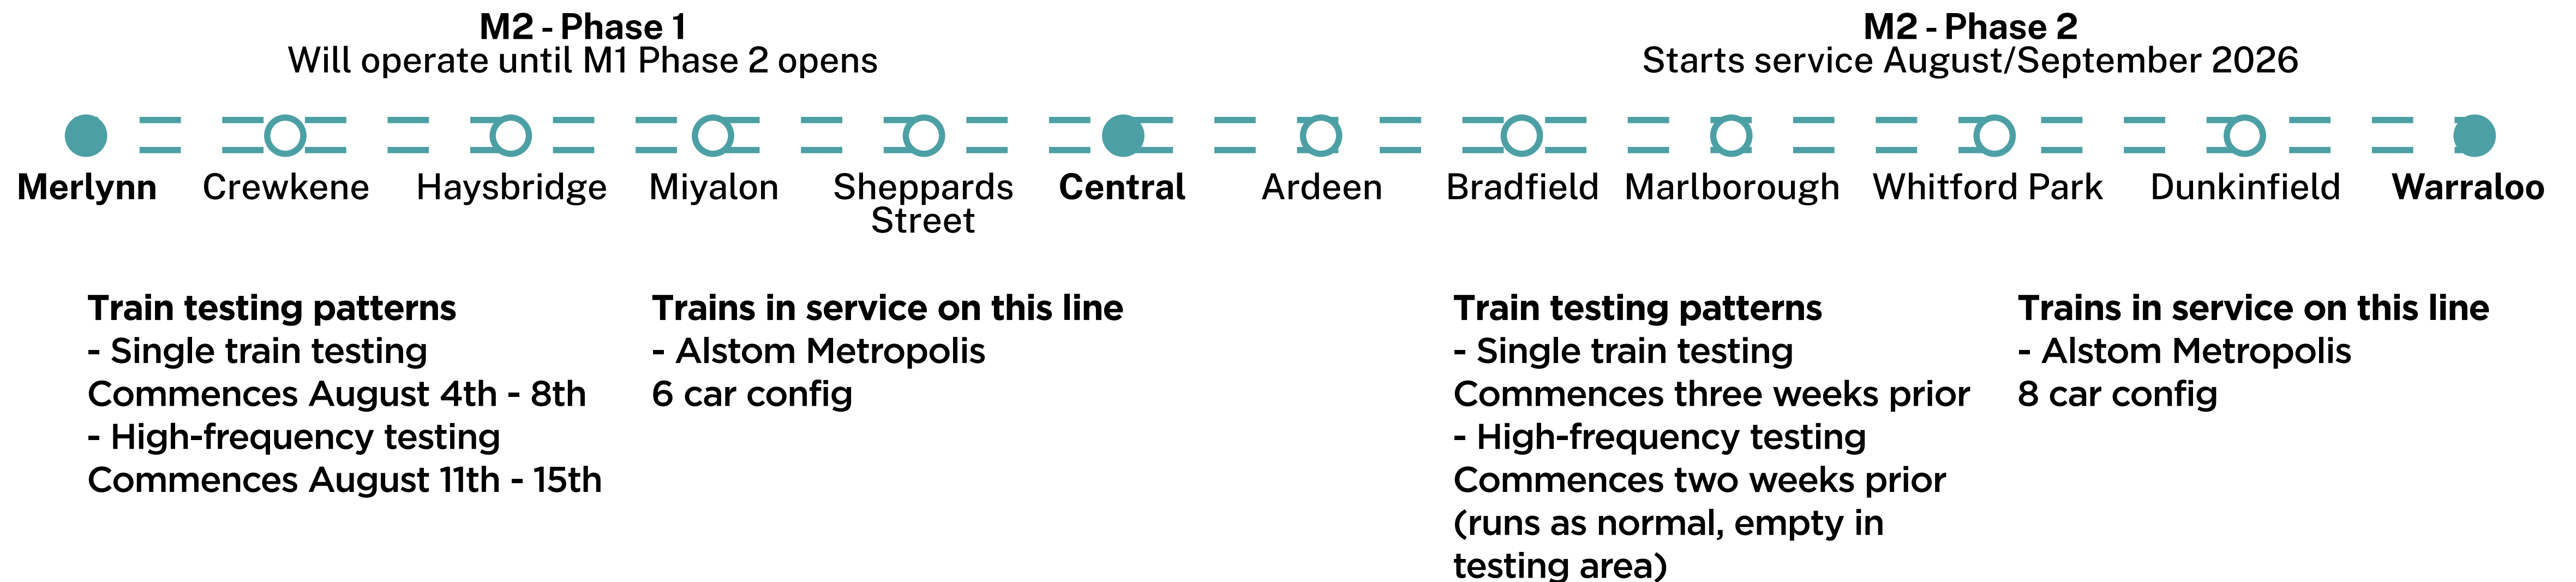 M2 - Phase 1
Will operate until M1 Phase 2 opens
M2 - Phase 2
Starts service August/September 2026
Merlynn
Crewkene
Haysbridge
Miyalon
Sheppards
Street
Central
Ardeen
Bradfield
Marlborough
Whitford Park
Dunkinfield
Warraloo
Train testing patterns
- Single train testing
Commences August 4th - 8th
- High-frequency testing
Commences August 11th - 15th
Trains in service on this line
- Alstom Metropolis
6 car config
Train testing patterns
- Single train testing
Commences three weeks prior
- High-frequency testing
Commences two weeks prior
(runs as normal, empty in
testing area)
Trains in service on this line
- Alstom Metropolis
8 car config